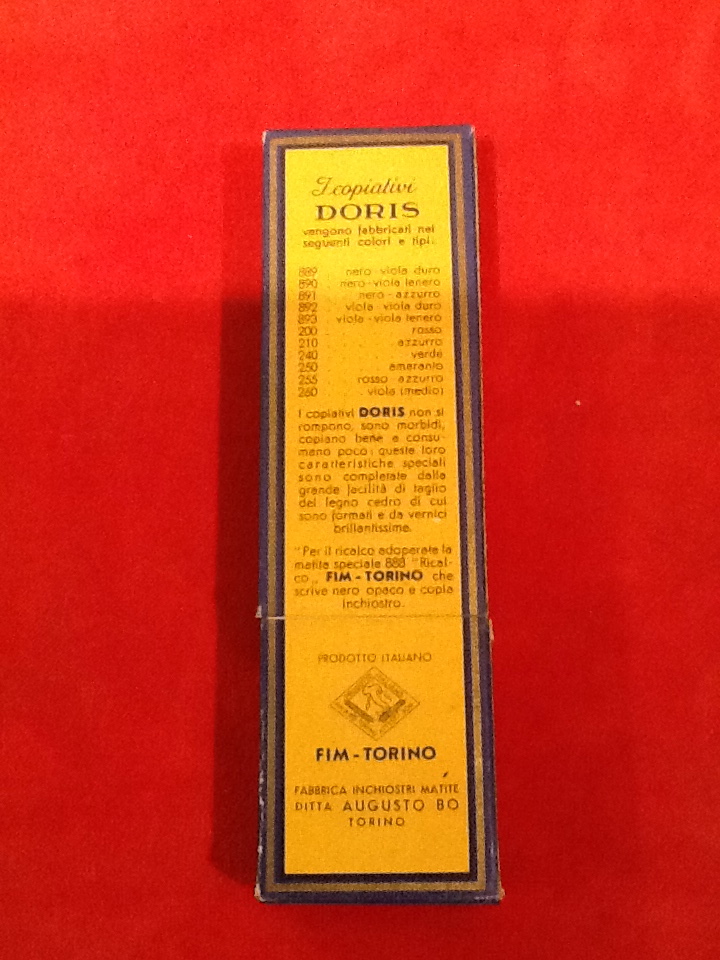 I copiativi
DORIS
vengono fabbricati nei
seguenti colori e tipi.
889 nero-viola duro
890 nero-viola tenero
891 nero-azzurro
892 viola-viola duro
893 viola-viola tenero
200 rosso
210 azzurro
240 verde
250 amaranto
255 rosso azzurro
260 viola (medio)
I copiativi DORIS non si
rompono, sono morbidi,
copiano bene e consu-
mano poco; queste loro
caratteristiche speciali
sono completate dalla
grande facilità di taglio
del legno cedro di cui
sono formati e da vernici
brillantissime.
"Per il ricalco adoperate la
matita speciale 888 "Rical-
co„ FIM-TORINO che
scrive nero opaco e copia
inchiostro.
PRODOTTO ITALIANO
FIM-TORINO
FABBRICA INCHIOSTRI MATITE
DITTA AUGUSTO BO
TORINO